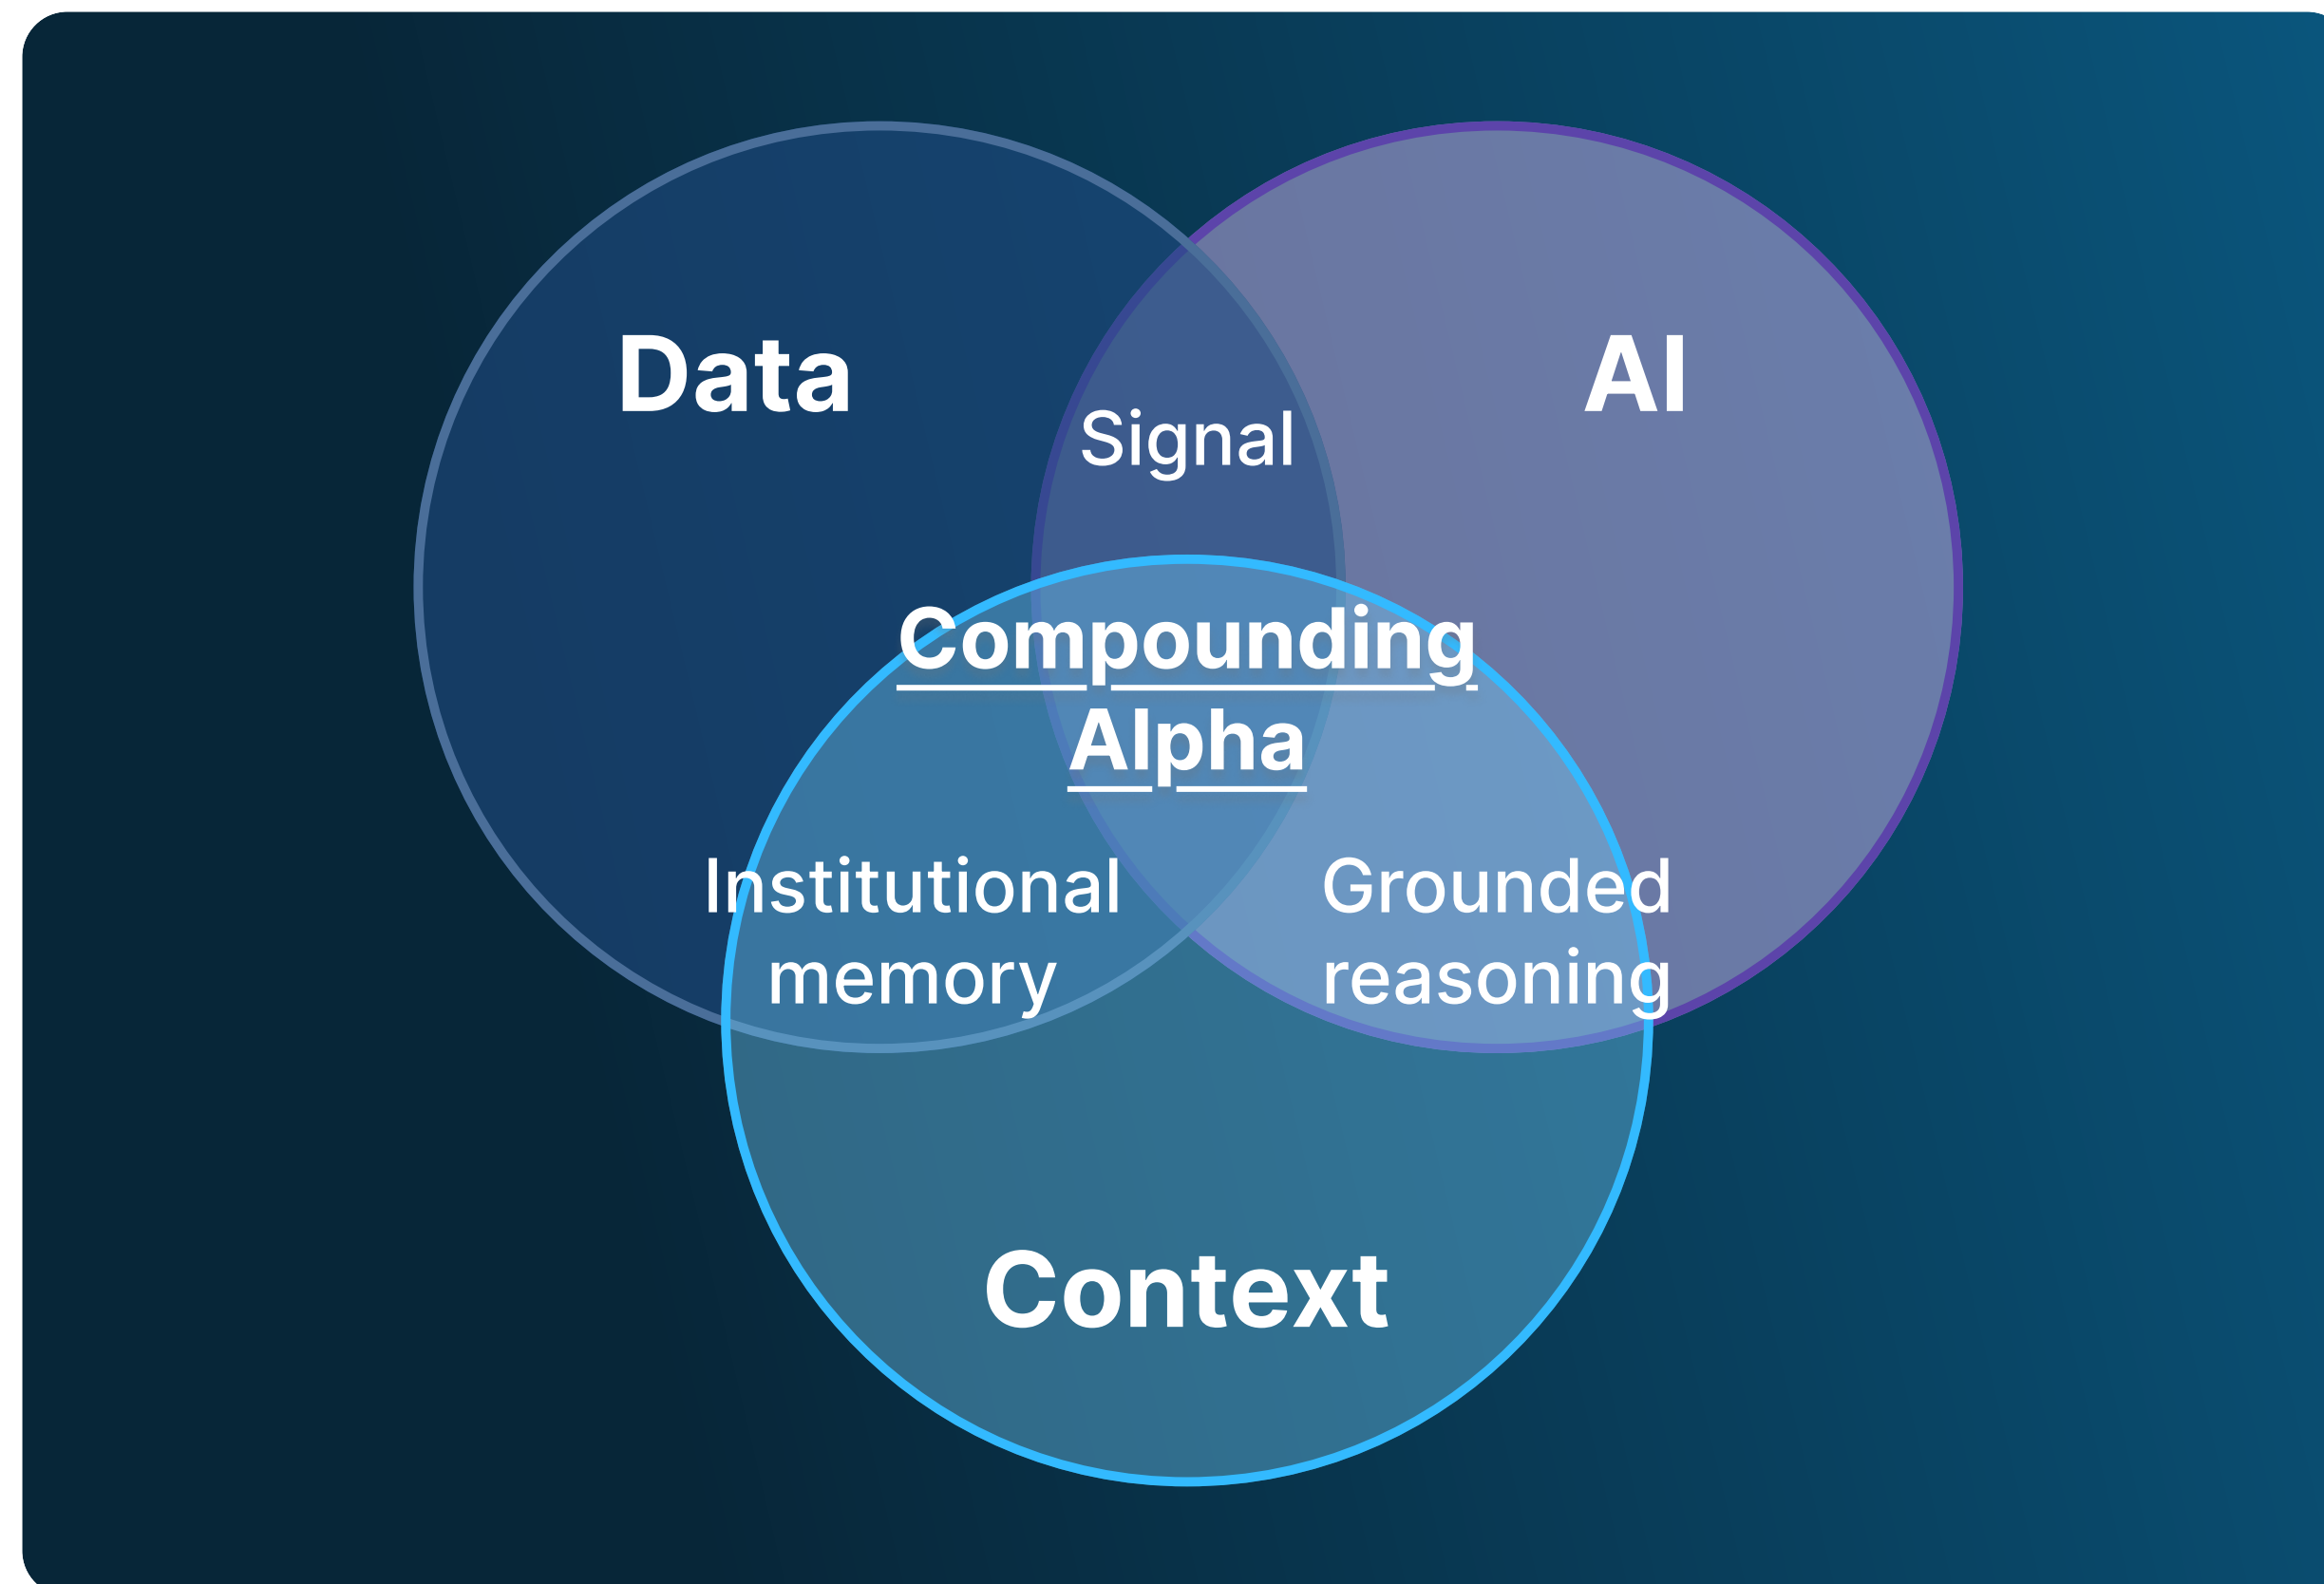 Data
AI
Signal
Compounding
Alpha
Institutional
memory
Grounded
reasoning
Context